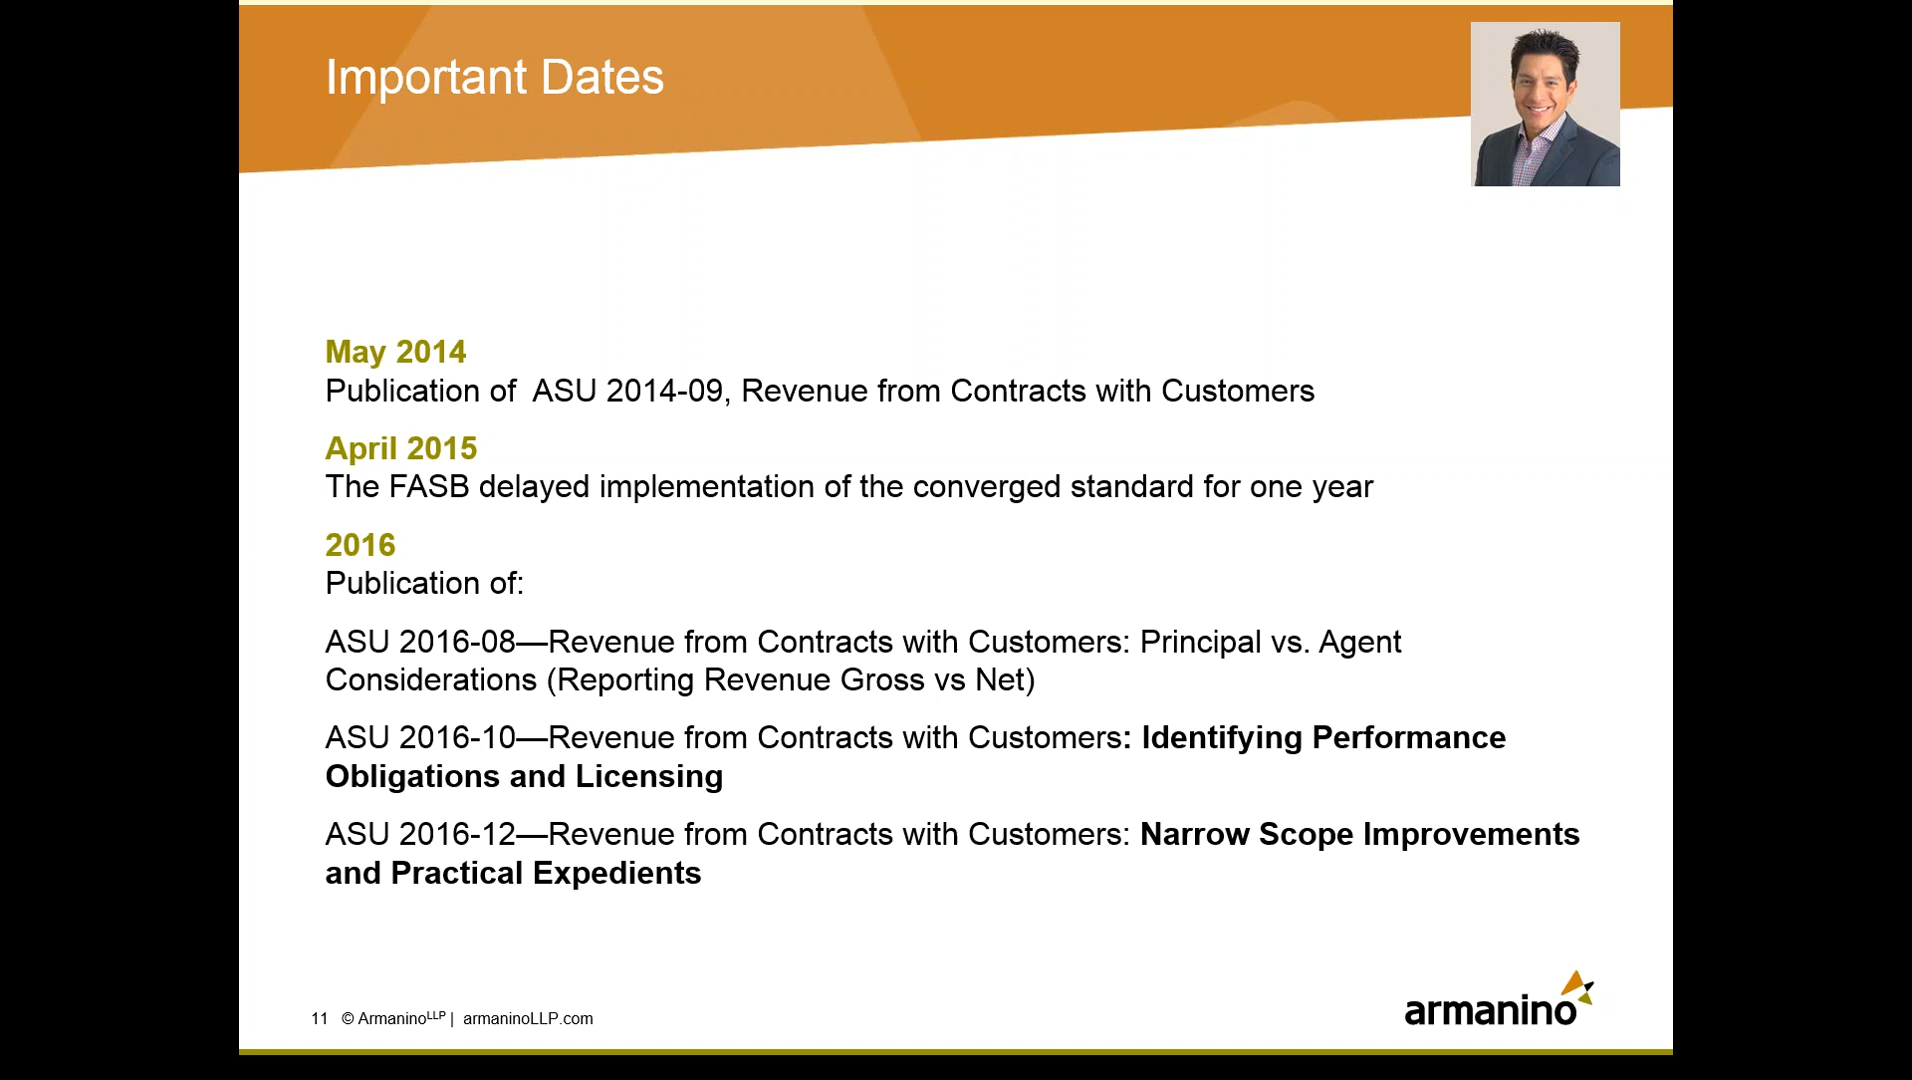 Important Dates
May 2014
Publication of  ASU 2014-09, Revenue from Contracts with Customers
April 2015
The FASB delayed implementation of the converged standard for one year
2016
Publication of:
ASU 2016-08—Revenue from Contracts with Customers: Principal vs. Agent
Considerations (Reporting Revenue Gross vs Net)
ASU 2016-10—Revenue from Contracts with Customers: Identifying Performance
Obligations and Licensing
ASU 2016-12—Revenue from Contracts with Customers: Narrow Scope Improvements
and Practical Expedients
11 © ArmaninoLLP | armaninoLLP.com
armanino